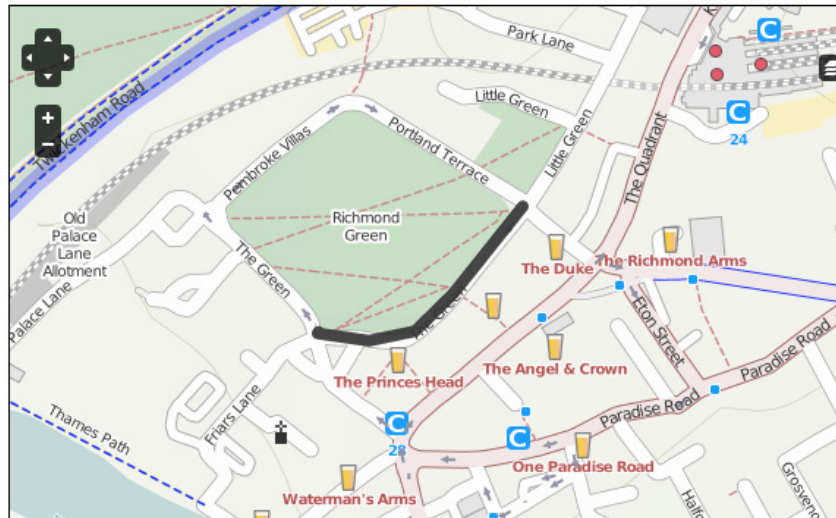 Park Lane
C
+
−
Twickenham Road
Little Green
C
24
Pembroke Villas
Portland Terrace
Little Green
The Quadrant
Richmond
Green
Old
Palace
Lane
Allotment
The Green
The Duke
The Richmond Arms
Palace Lane
The Green
Eton Street
The Angel & Crown
The Princes Head
Paradise Road
Friars Lane
Paradise Road
Thames Path
C
28
C
One Paradise Road
Waterman's Arms